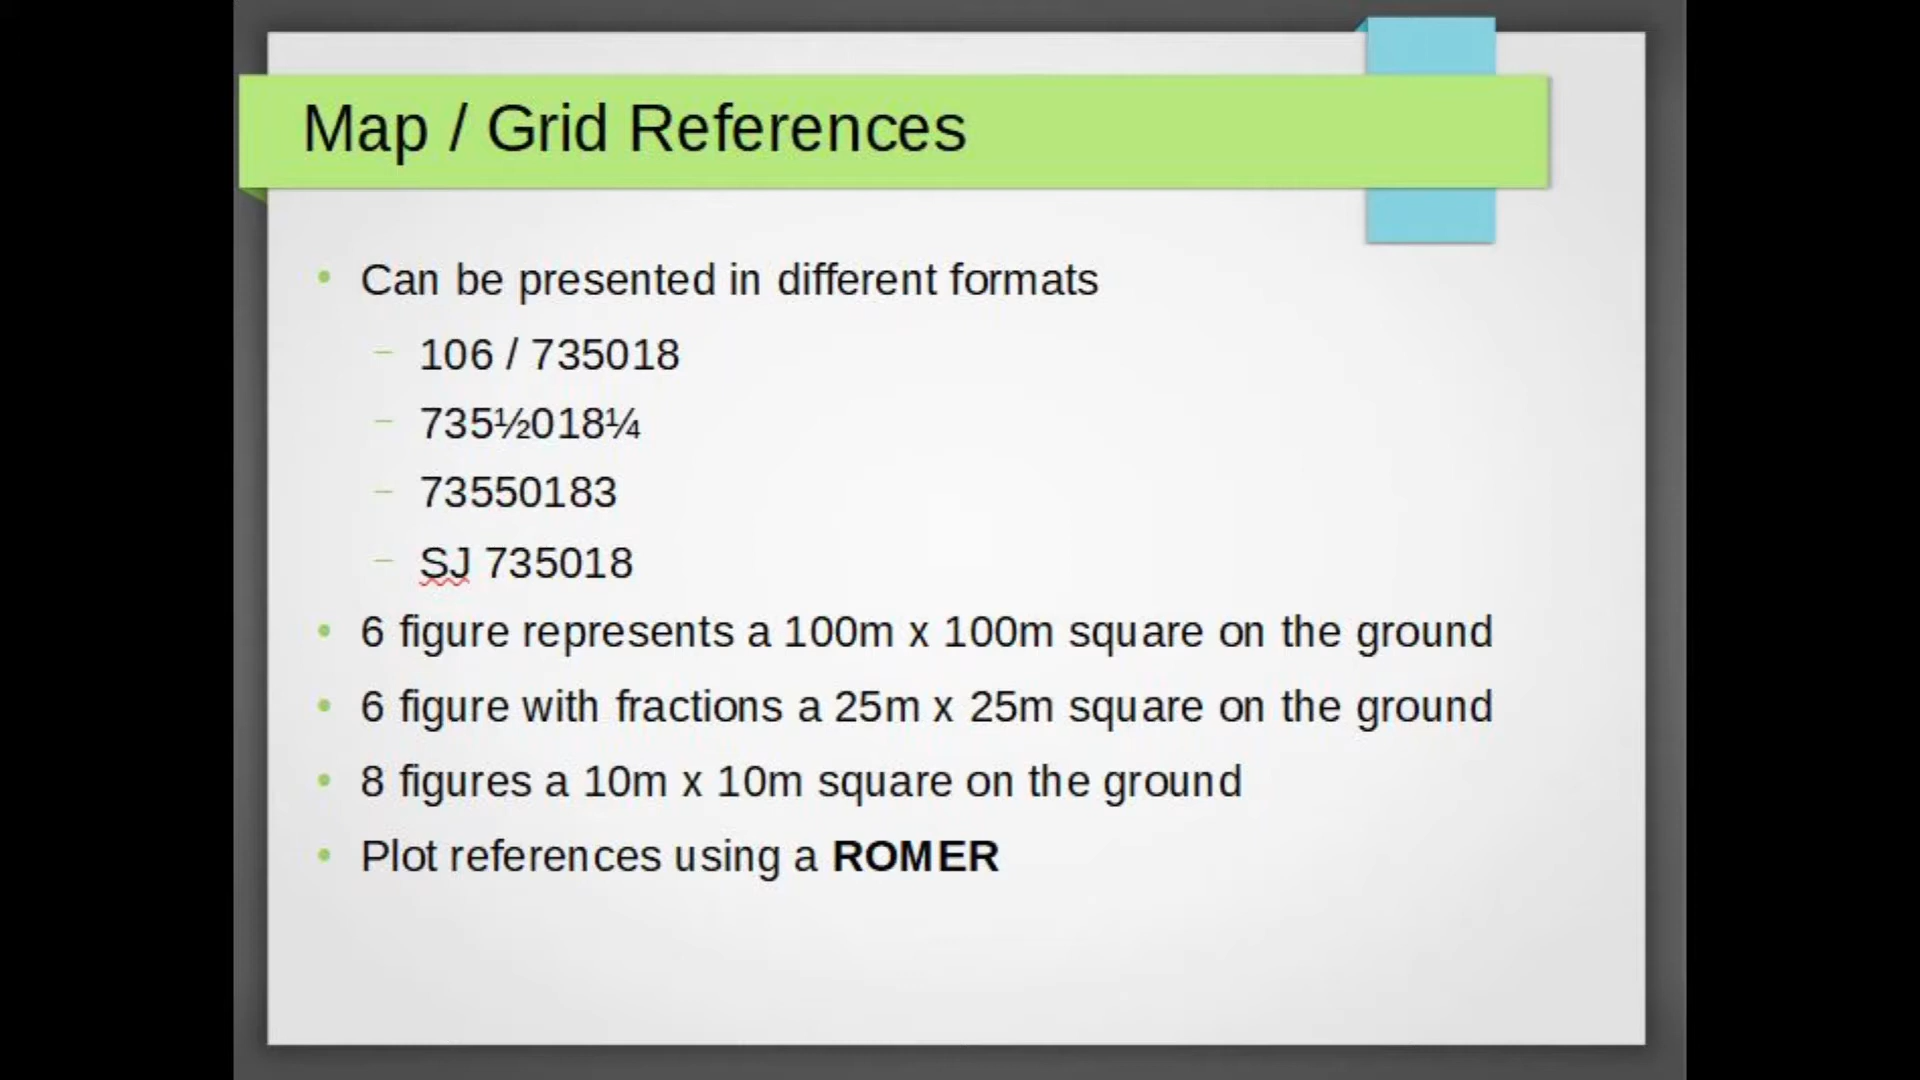 Map / Grid References
• Can be presented in different formats
– 106 / 735018
– 735½018¼
– 73550183
– SJ 735018
• 6 figure represents a 100m x 100m square on the ground
• 6 figure with fractions a 25m x 25m square on the ground
• 8 figures a 10m x 10m square on the ground
• Plot references using a ROMER